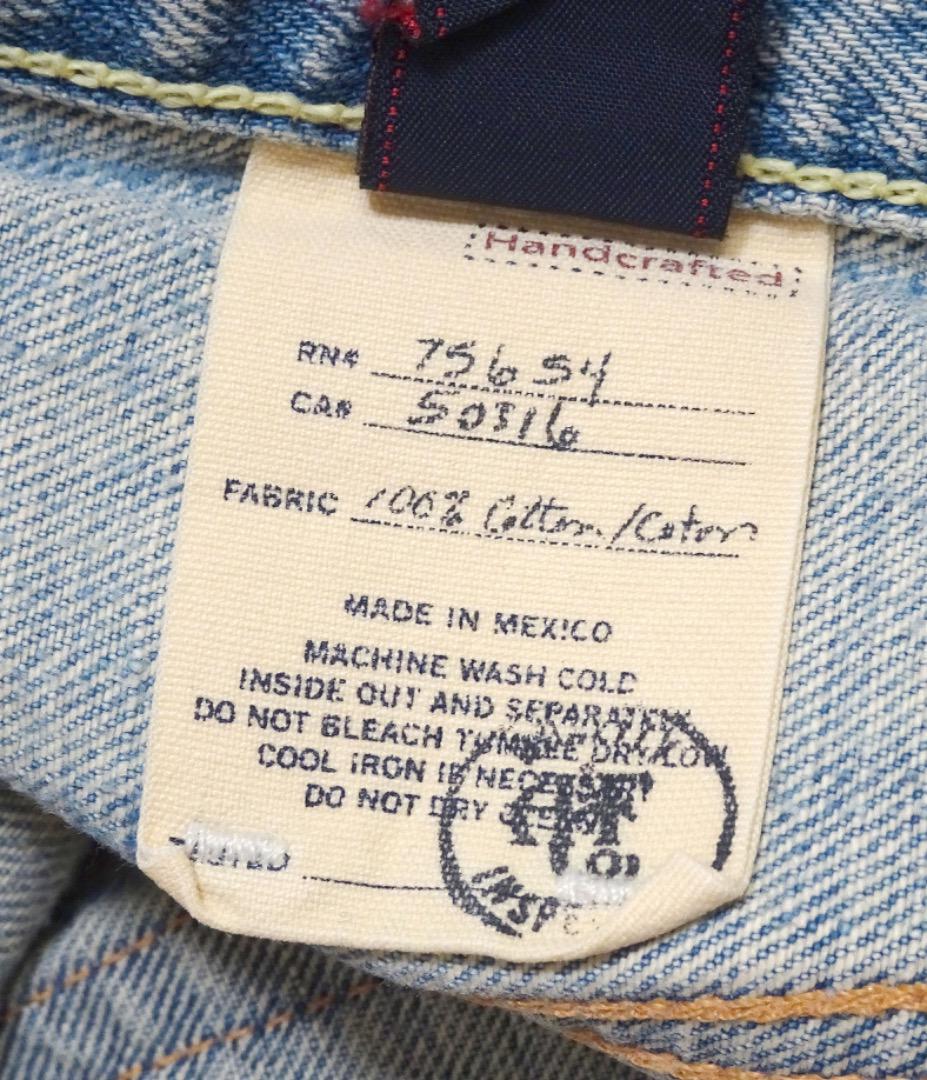 Handcrafted
RN# 75654
CA# 50316
FABRIC 100% Cotton/Coton
MADE IN MEXICO
MACHINE WASH COLD
INSIDE OUT AND SEPARATELY
DO NOT BLEACH TUMBLE DRY LOW
COOL IRON IF NECESSARY
DO NOT DRY CLEAN